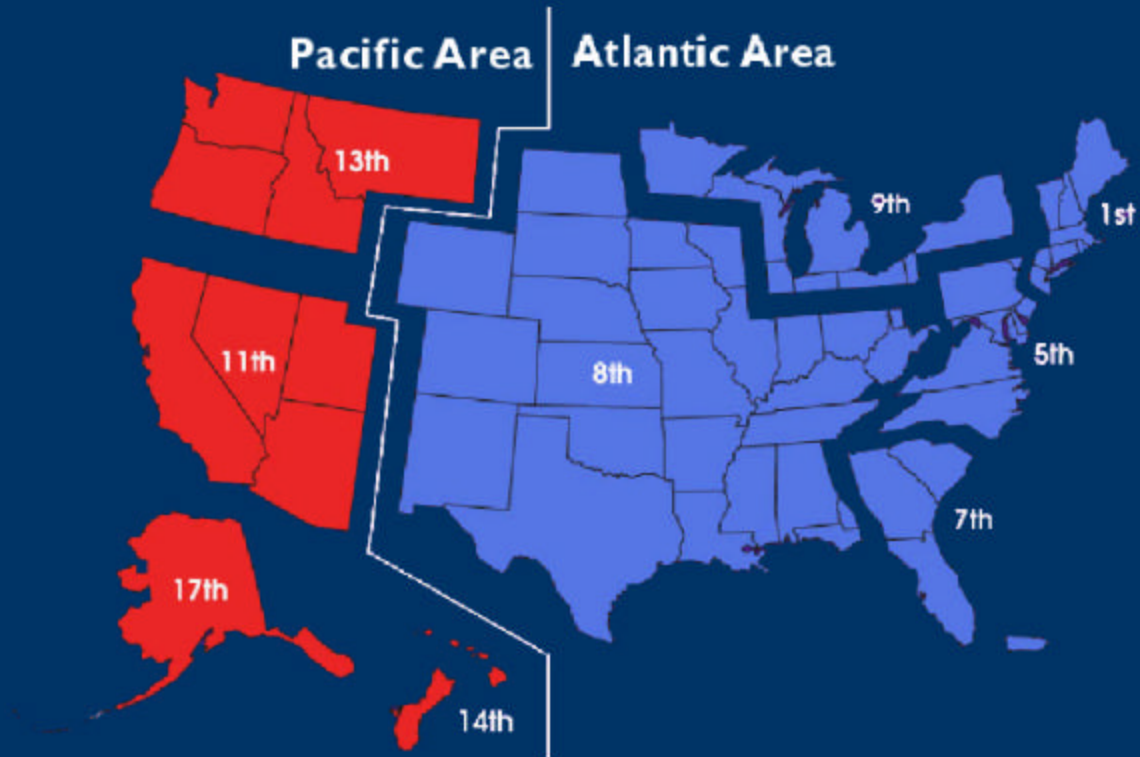 Pacific Area
Atlantic Area
13th
9th
1st
11th
8th
5th
7th
17th
14th